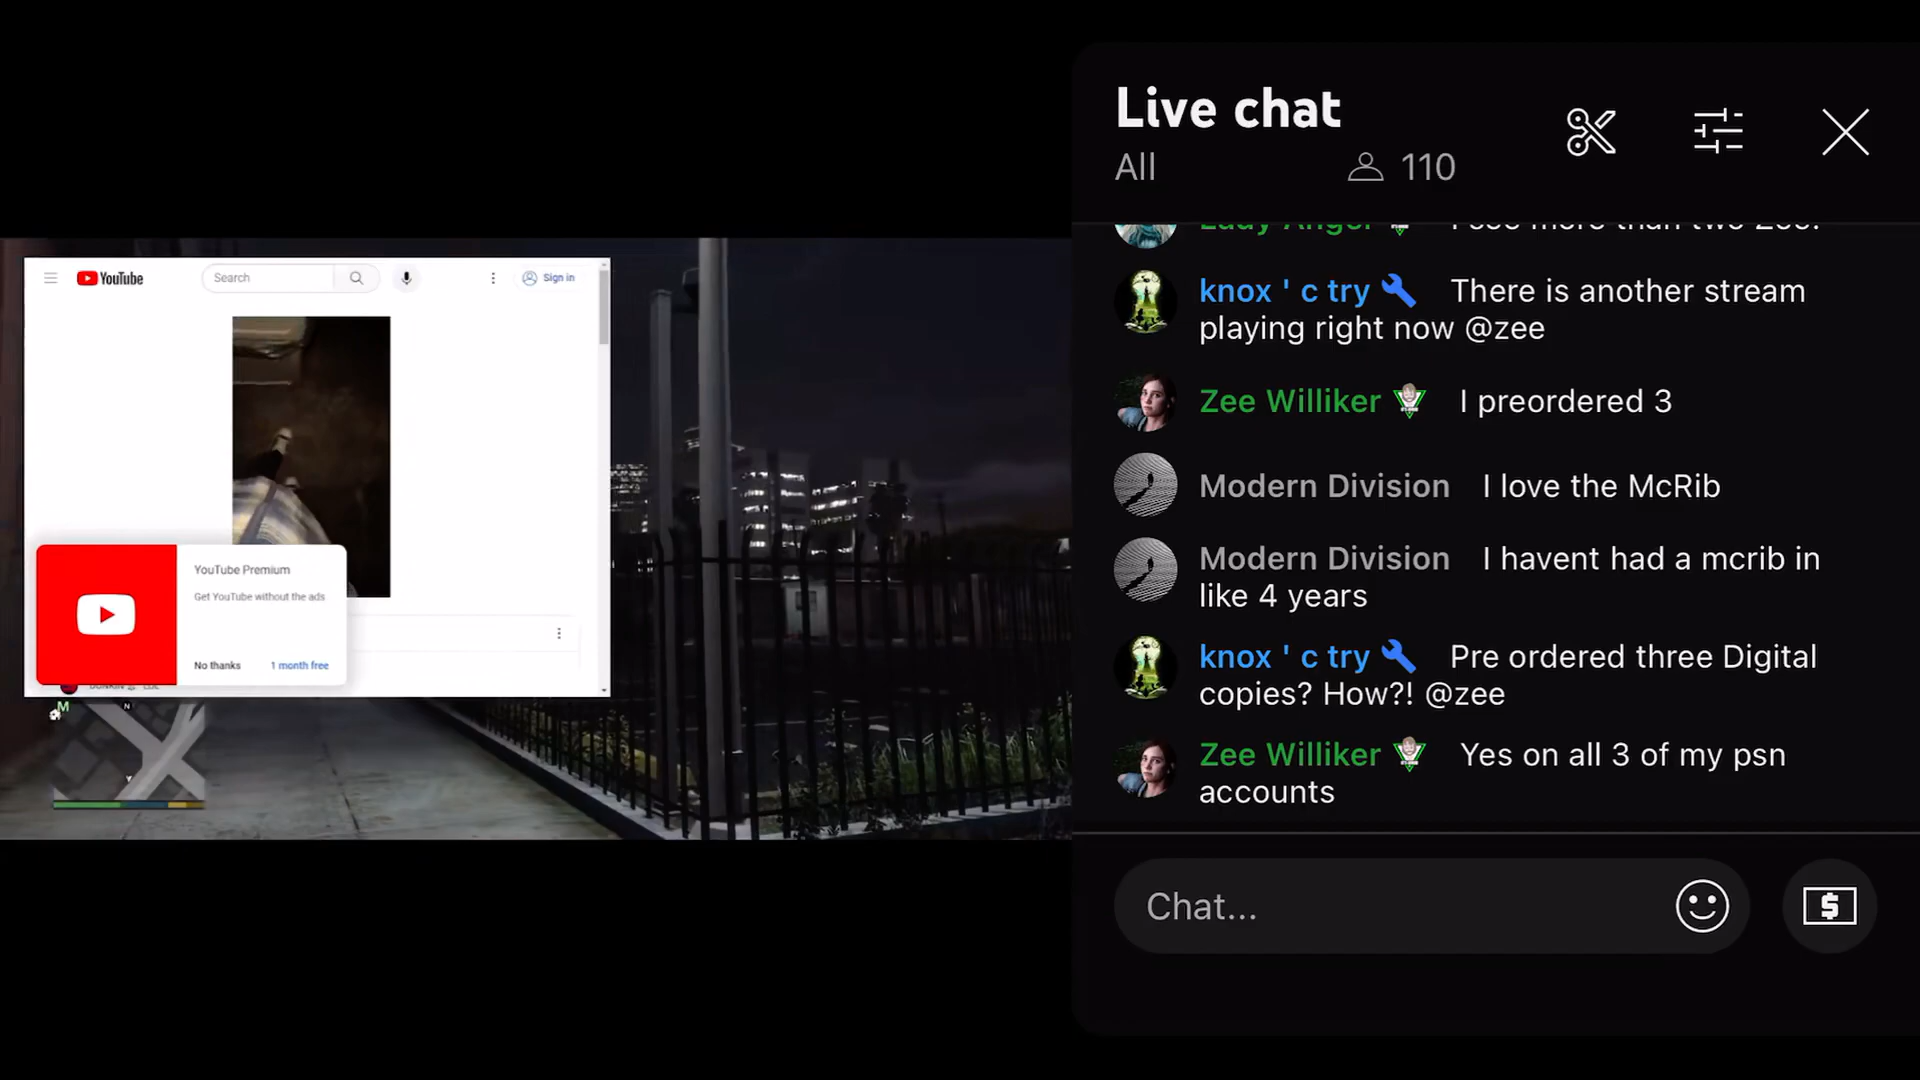 YouTube
Search
Sign in
YouTube Premium
Get YouTube without the ads
No thanks 1 month free
M
N
Live chat
All 110
knox ' c try There is another stream
playing right now @zee
Zee Williker I preordered 3
Modern Division I love the McRib
Modern Division I havent had a mcrib in
like 4 years
knox ' c try Pre ordered three Digital
copies? How?! @zee
Zee Williker Yes on all 3 of my psn
accounts
Chat...